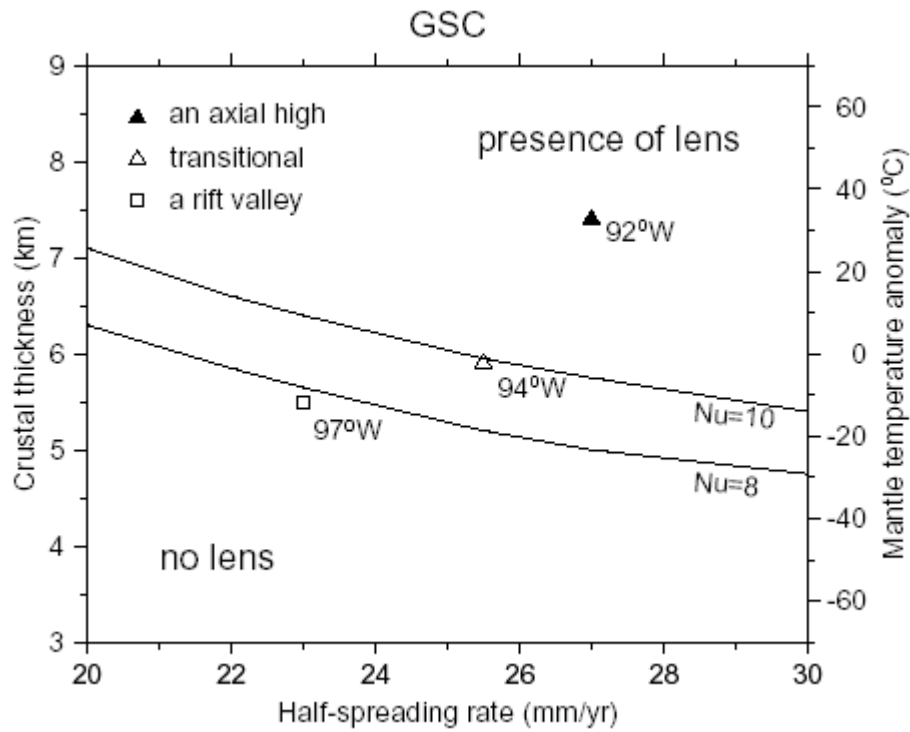 GSC
9
8
7
6
5
4
3
Crustal thickness (km)
an axial high
transitional
a rift valley
presence of lens
92ºW
94ºW
97ºW
Nu=10
Nu=8
no lens
60
40
20
0
-20
-40
-60
Mantle temperature anomaly (ºC)
20 22 24 26 28 30
Half-spreading rate (mm/yr)